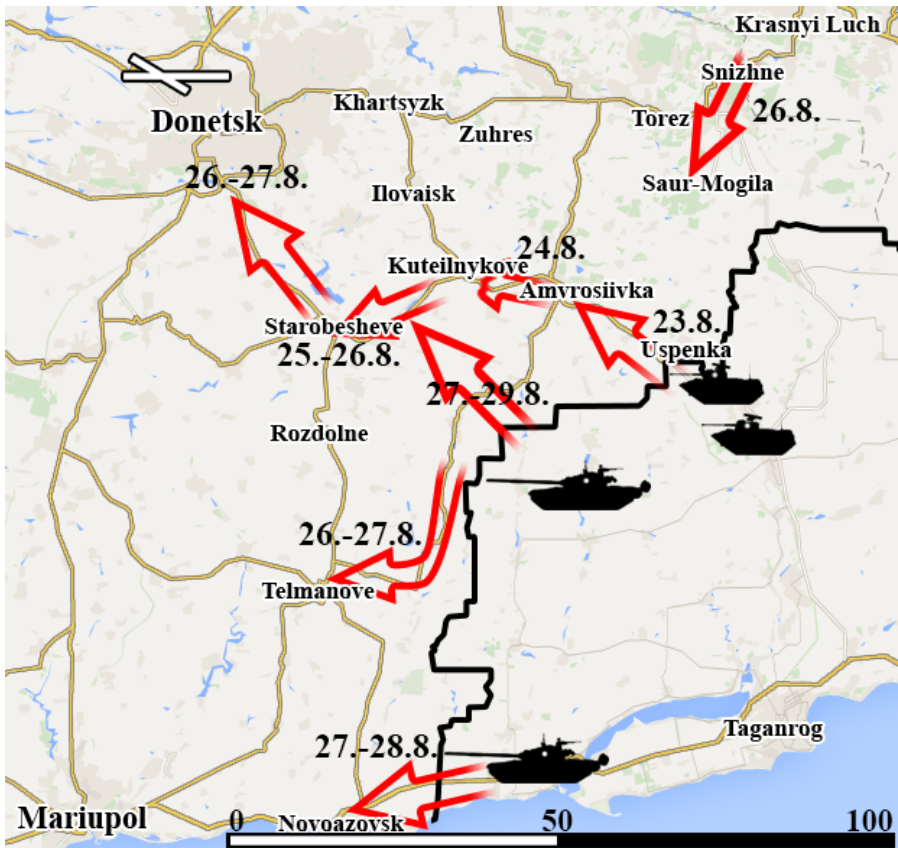 Krasnyi Luch
Snizhne
Donetsk
Khartsyzk
Zuhres
Torez
26.8.
26.-27.8.
Ilovaisk
Saur-Mogila
24.8.
Kuteilnykove
Amvrosiivka
23.8.
Starobesheve
Uspenka
25.-26.8.
27.-29.8.
Rozdolne
26.-27.8.
Telmanove
Taganrog
27.-28.8.
Mariupol
Novoazovsk
0
50
100